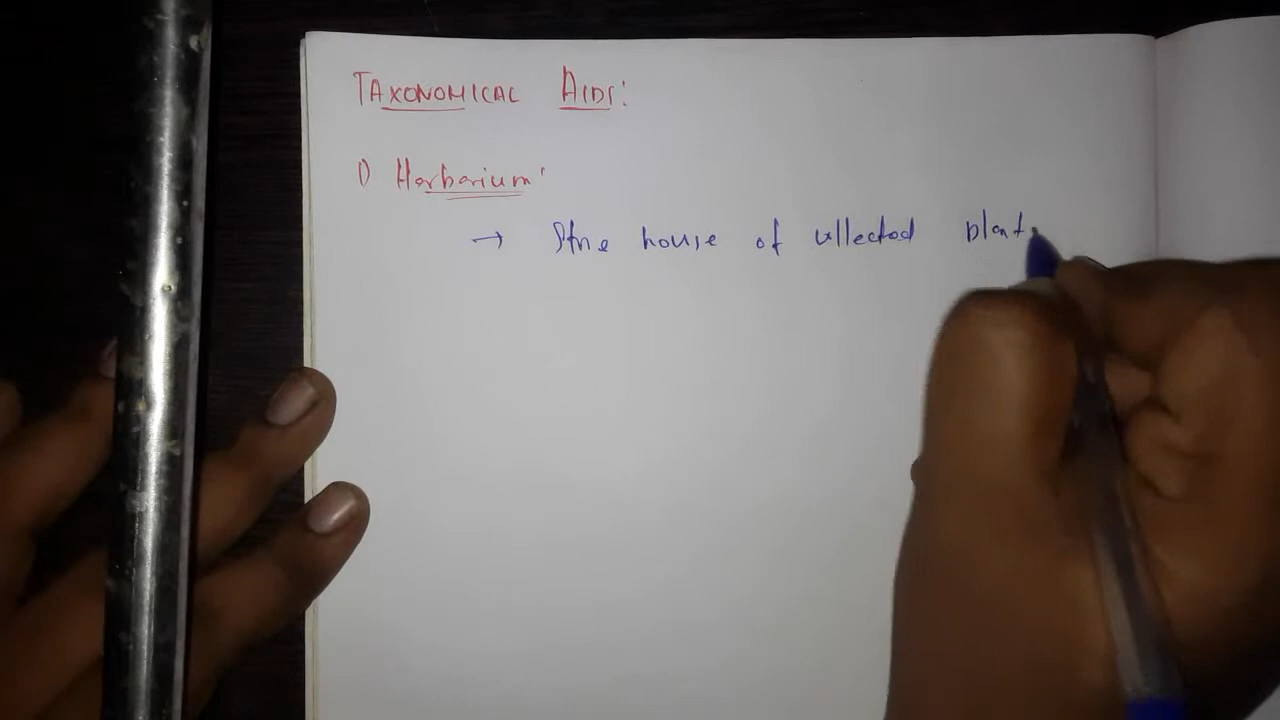 TAXONOMICAL AIDS:
1) Herbarium:
→ Store house of collected plant